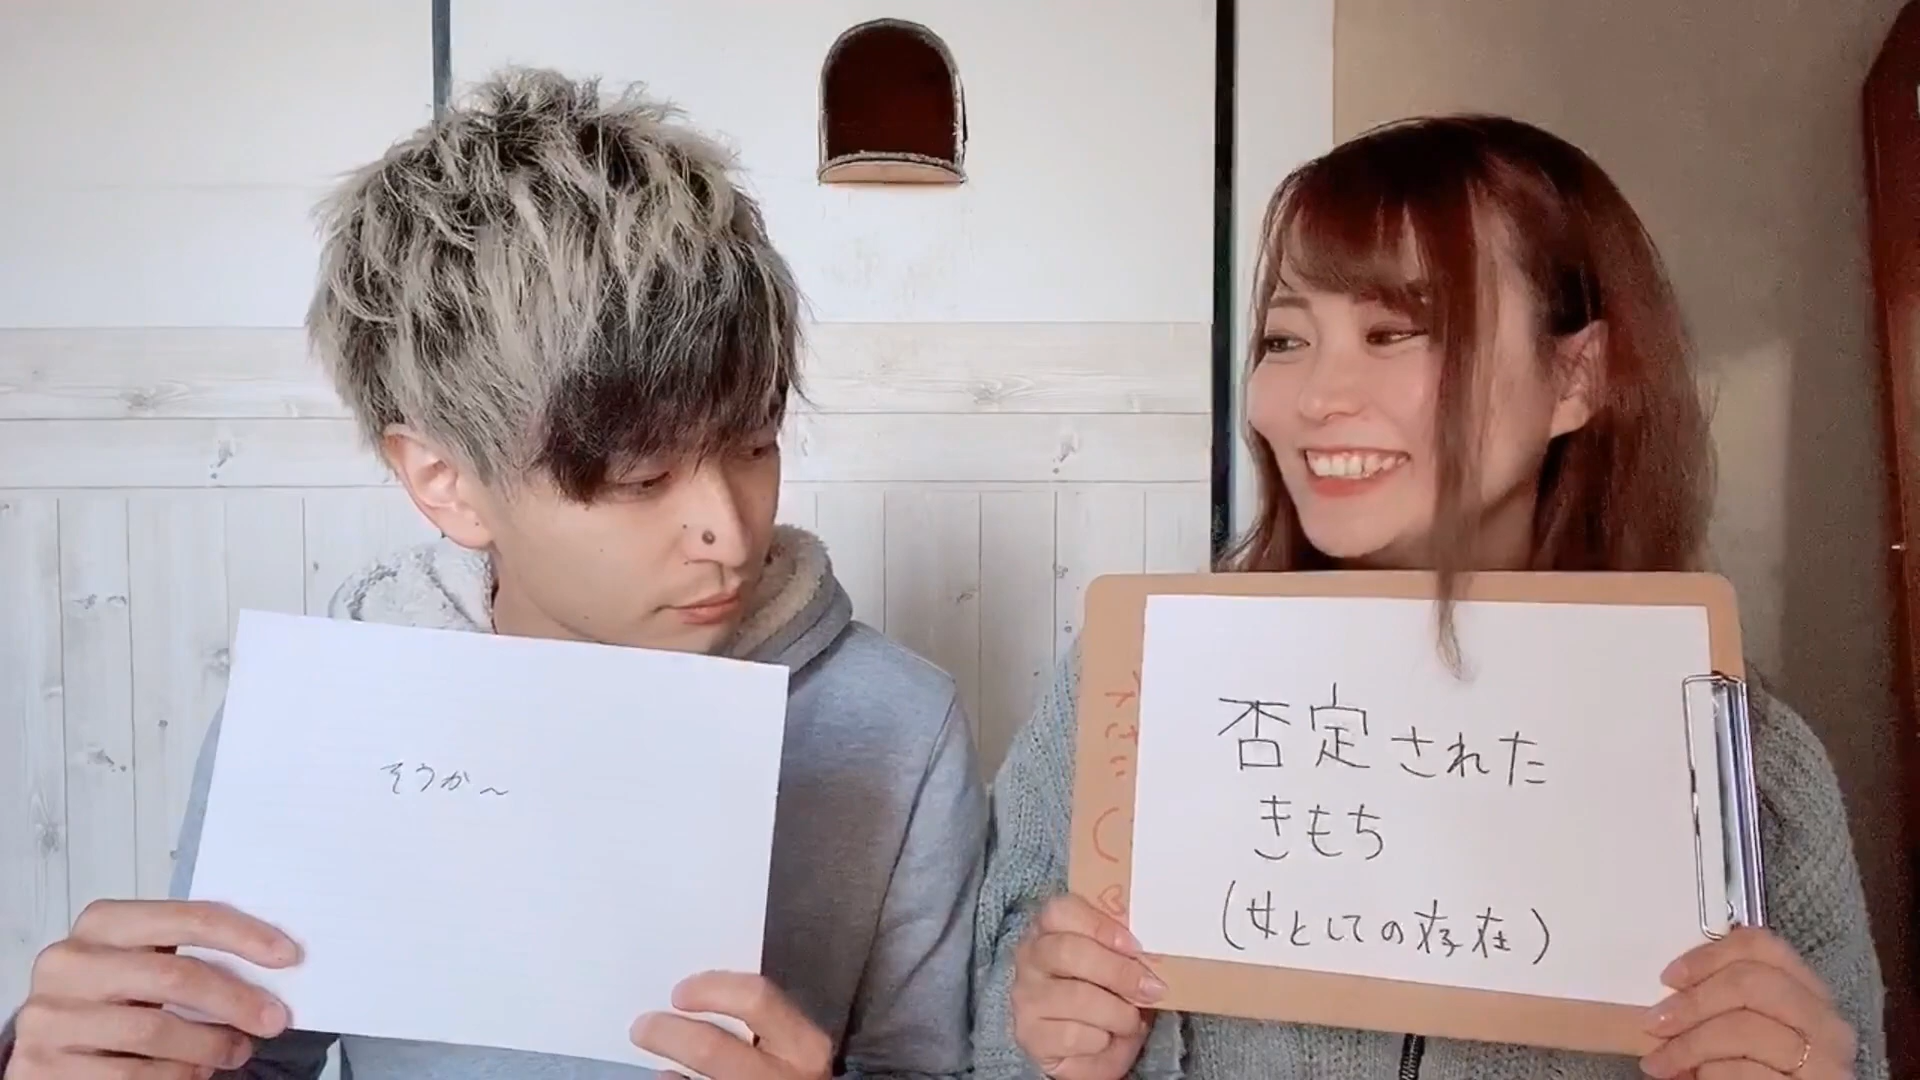 そうか〜
否定された
きもち
(女としての存在)